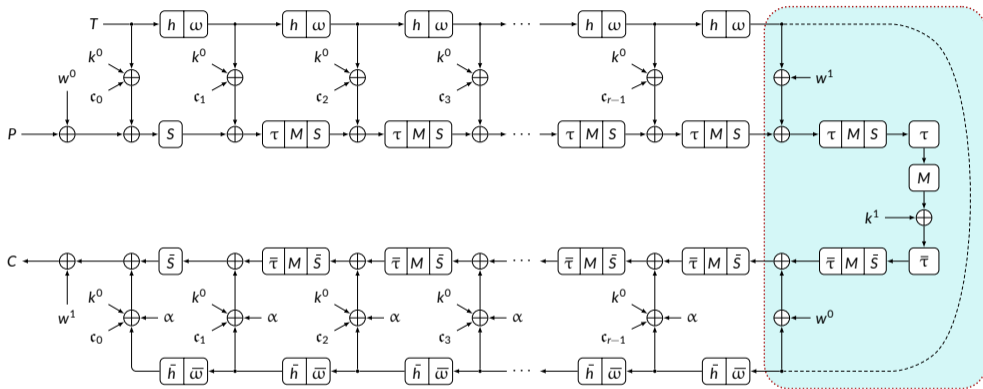 T h ω h ω h ω ··· h ω h ω
k⁰ k⁰ k⁰ k⁰ k⁰
w⁰ w¹
c₀ c₁ c₂ c₃ c_{r−1}
P S τ M S τ M S ··· τ M S τ M S τ M S τ
M
k¹
C S̄ τ̄ M S̄ τ̄ M S̄ ··· τ̄ M S̄ τ̄ M S̄ τ̄ M S̄ τ̄
k⁰ k⁰ k⁰ k⁰ k⁰
w¹ α α α α α w⁰
c₀ c₁ c₂ c₃ c_{r−1}
h̄ ω̄ h̄ ω̄ h̄ ω̄ ··· h̄ ω̄ h̄ ω̄